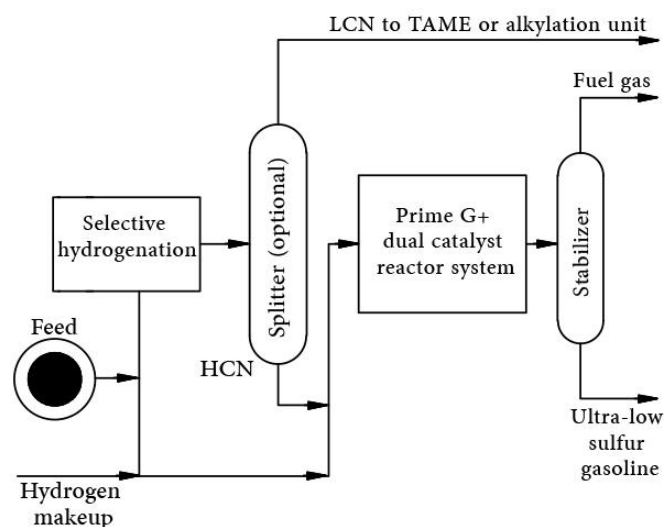 LCN to TAME or alkylation unit
Fuel gas
Selective
hydrogenation
Splitter (optional)
Prime G+
dual catalyst
reactor system
Stabilizer
Feed
HCN
Ultra-low
sulfur
gasoline
Hydrogen
makeup